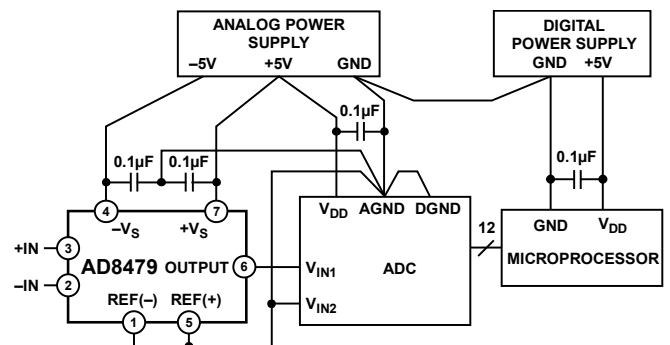 ANALOG POWER
SUPPLY
–5V +5V GND
DIGITAL
POWER SUPPLY
GND +5V
0.1µF
0.1µF 0.1µF
0.1µF
4 7
–VS +VS
VDD AGND DGND
GND VDD
12
+IN 3
–IN 2
AD8479 OUTPUT 6
VIN1
ADC
MICROPROCESSOR
VIN2
REF(–) REF(+)
1 5